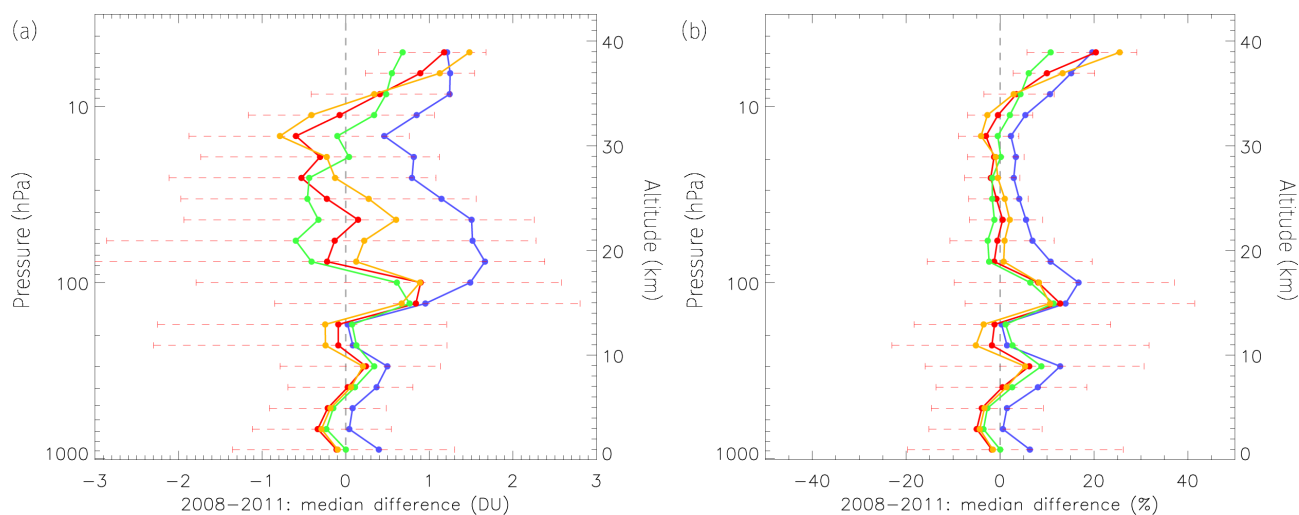 (a)
Pressure (hPa)
10
100
1000
40
30
20
10
0
Altitude (km)
−3 −2 −1 0 1 2 3
2008−2011: median difference (DU)
(b)
Pressure (hPa)
10
100
1000
40
30
20
10
0
Altitude (km)
−40 −20 0 20 40
2008−2011: median difference (%)